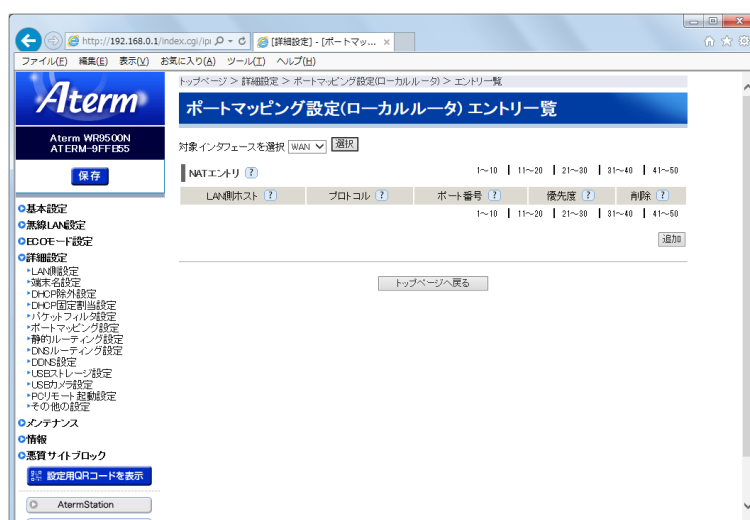 http://192.168.0.1/index.cgi/ipi
[詳細設定] - [ポートマッ...
ファイル(F) 編集(E) 表示(V) お気に入り(A) ツール(T) ヘルプ(H)
Aterm
Aterm WR9500N
ATERM-9FFB55
保存
基本設定
無線LAN設定
ECOモード設定
詳細設定
LAN側設定
端末名設定
DHCP除外設定
DHCP固定割当設定
パケットフィルタ設定
ポートマッピング設定
静的ルーティング設定
DNSルーティング設定
DDNS設定
USBストレージ設定
USBカメラ設定
PCリモート起動設定
その他の設定
メンテナンス
情報
悪質サイトブロック
設定用QRコードを表示
AtermStation
トップページ > 詳細設定 > ポートマッピング設定(ローカルルータ) > エントリ一覧
ポートマッピング設定(ローカルルータ) エントリ一覧
対象インタフェースを選択 WAN 選択
NATエントリ ? 1~10 | 11~20 | 21~30 | 31~40 | 41~50
LAN側ホスト ? プロトコル ? ポート番号 ? 優先度 ? 削除 ?
1~10 | 11~20 | 21~30 | 31~40 | 41~50
追加
トップページへ戻る